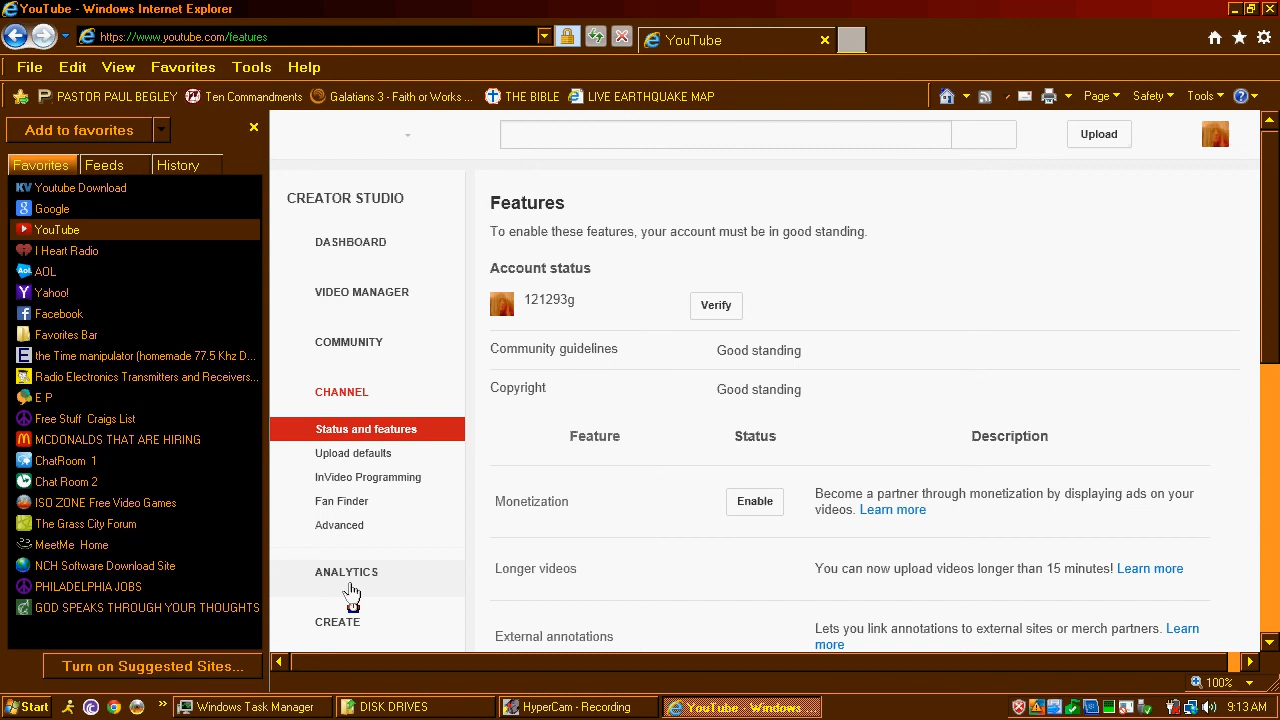 YouTube - Windows Internet Explorer
https://www.youtube.com/features
YouTube
File Edit View Favorites Tools Help
PASTOR PAUL BEGLEY Ten Commandments Galatians 3 - Faith or Works ... THE BIBLE LIVE EARTHQUAKE MAP
Page Safety Tools
Add to favorites
Favorites Feeds History
Youtube Download
Google
YouTube
I Heart Radio
AOL
Yahoo!
Facebook
Favorites Bar
the Time manipulator (homemade 77.5 Khz D...
Radio Electronics Transmitters and Receivers...
E P
Free Stuff Craigs List
MCDONALDS THAT ARE HIRING
ChatRoom 1
Chat Room 2
ISO ZONE Free Video Games
The Grass City Forum
MeetMe Home
NCH Software Download Site
PHILADELPHIA JOBS
GOD SPEAKS THROUGH YOUR THOUGHTS
Turn on Suggested Sites...
Upload
CREATOR STUDIO
DASHBOARD
VIDEO MANAGER
COMMUNITY
CHANNEL
Status and features
Upload defaults
InVideo Programming
Fan Finder
Advanced
ANALYTICS
CREATE
Features
To enable these features, your account must be in good standing.
Account status
121293g Verify
Community guidelines Good standing
Copyright Good standing
Feature Status Description
Monetization Enable Become a partner through monetization by displaying ads on your
videos. Learn more
Longer videos You can now upload videos longer than 15 minutes! Learn more
External annotations Lets you link annotations to external sites or merch partners. Learn
more
100%
Start Windows Task Manager DISK DRIVES HyperCam - Recording YouTube - Windows 9:13 AM